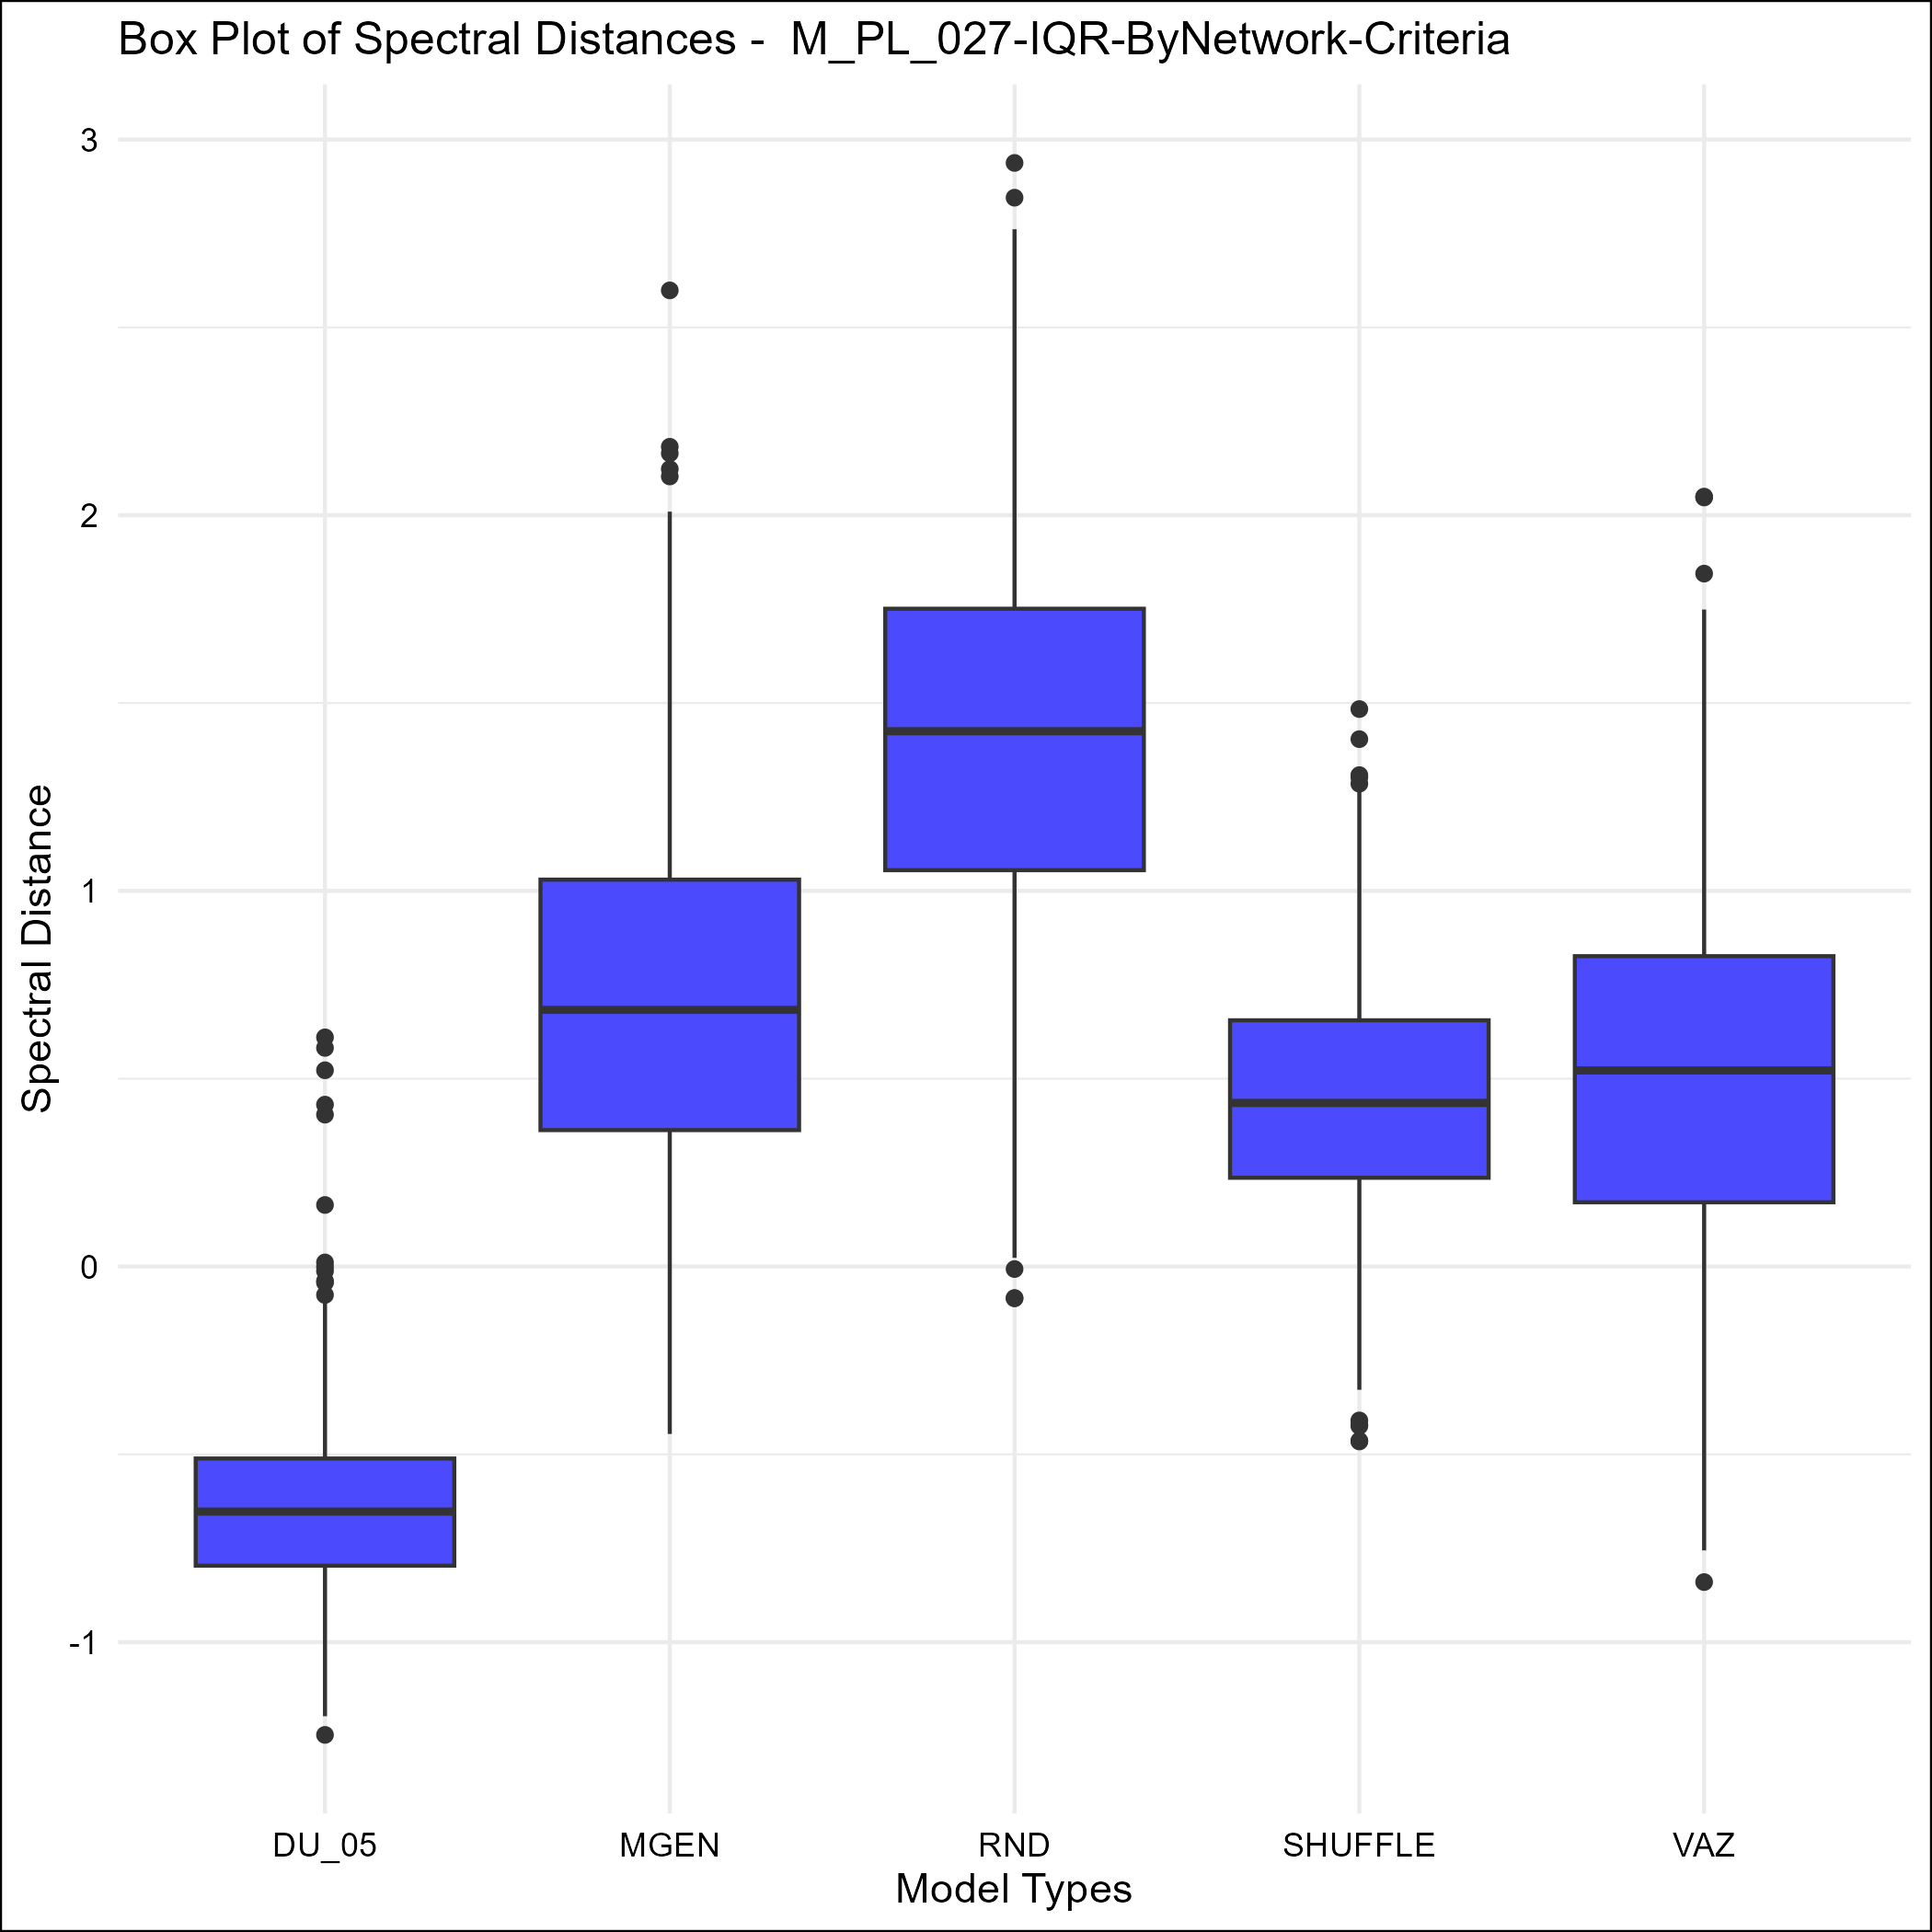 Box Plot of Spectral Distances -  M_PL_027-IQR-ByNetwork-Criteria
3
2
1
0
-1
Spectral Distance
DU_05 MGEN RND SHUFFLE VAZ
Model Types